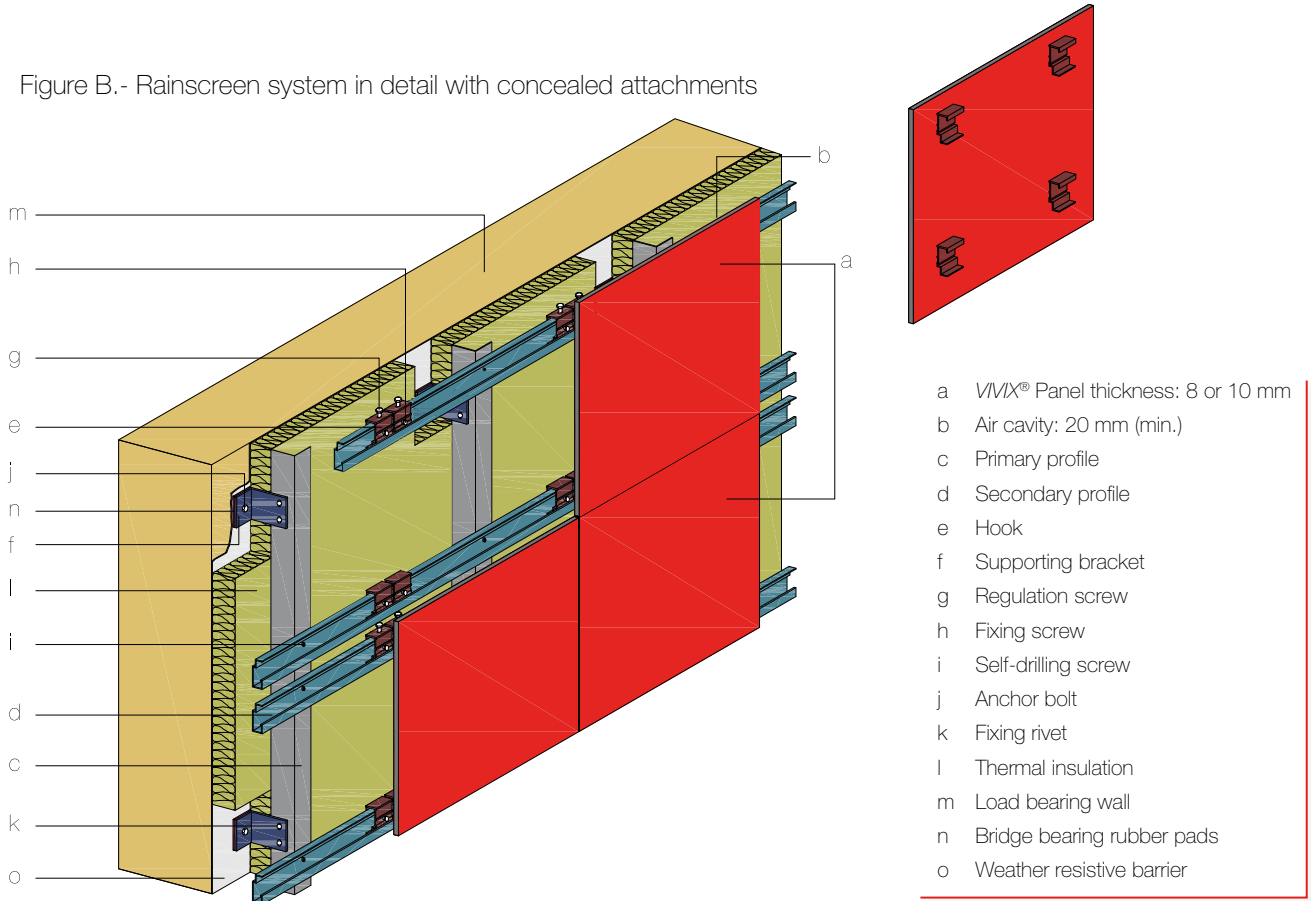 Figure B.- Rainscreen system in detail with concealed attachments
b
m
h
a
g
e
j
n
f
l
i
d
c
k
o
a VIVIX® Panel thickness: 8 or 10 mm
b Air cavity: 20 mm (min.)
c Primary profile
d Secondary profile
e Hook
f Supporting bracket
g Regulation screw
h Fixing screw
i Self-drilling screw
j Anchor bolt
k Fixing rivet
l Thermal insulation
m Load bearing wall
n Bridge bearing rubber pads
o Weather resistive barrier